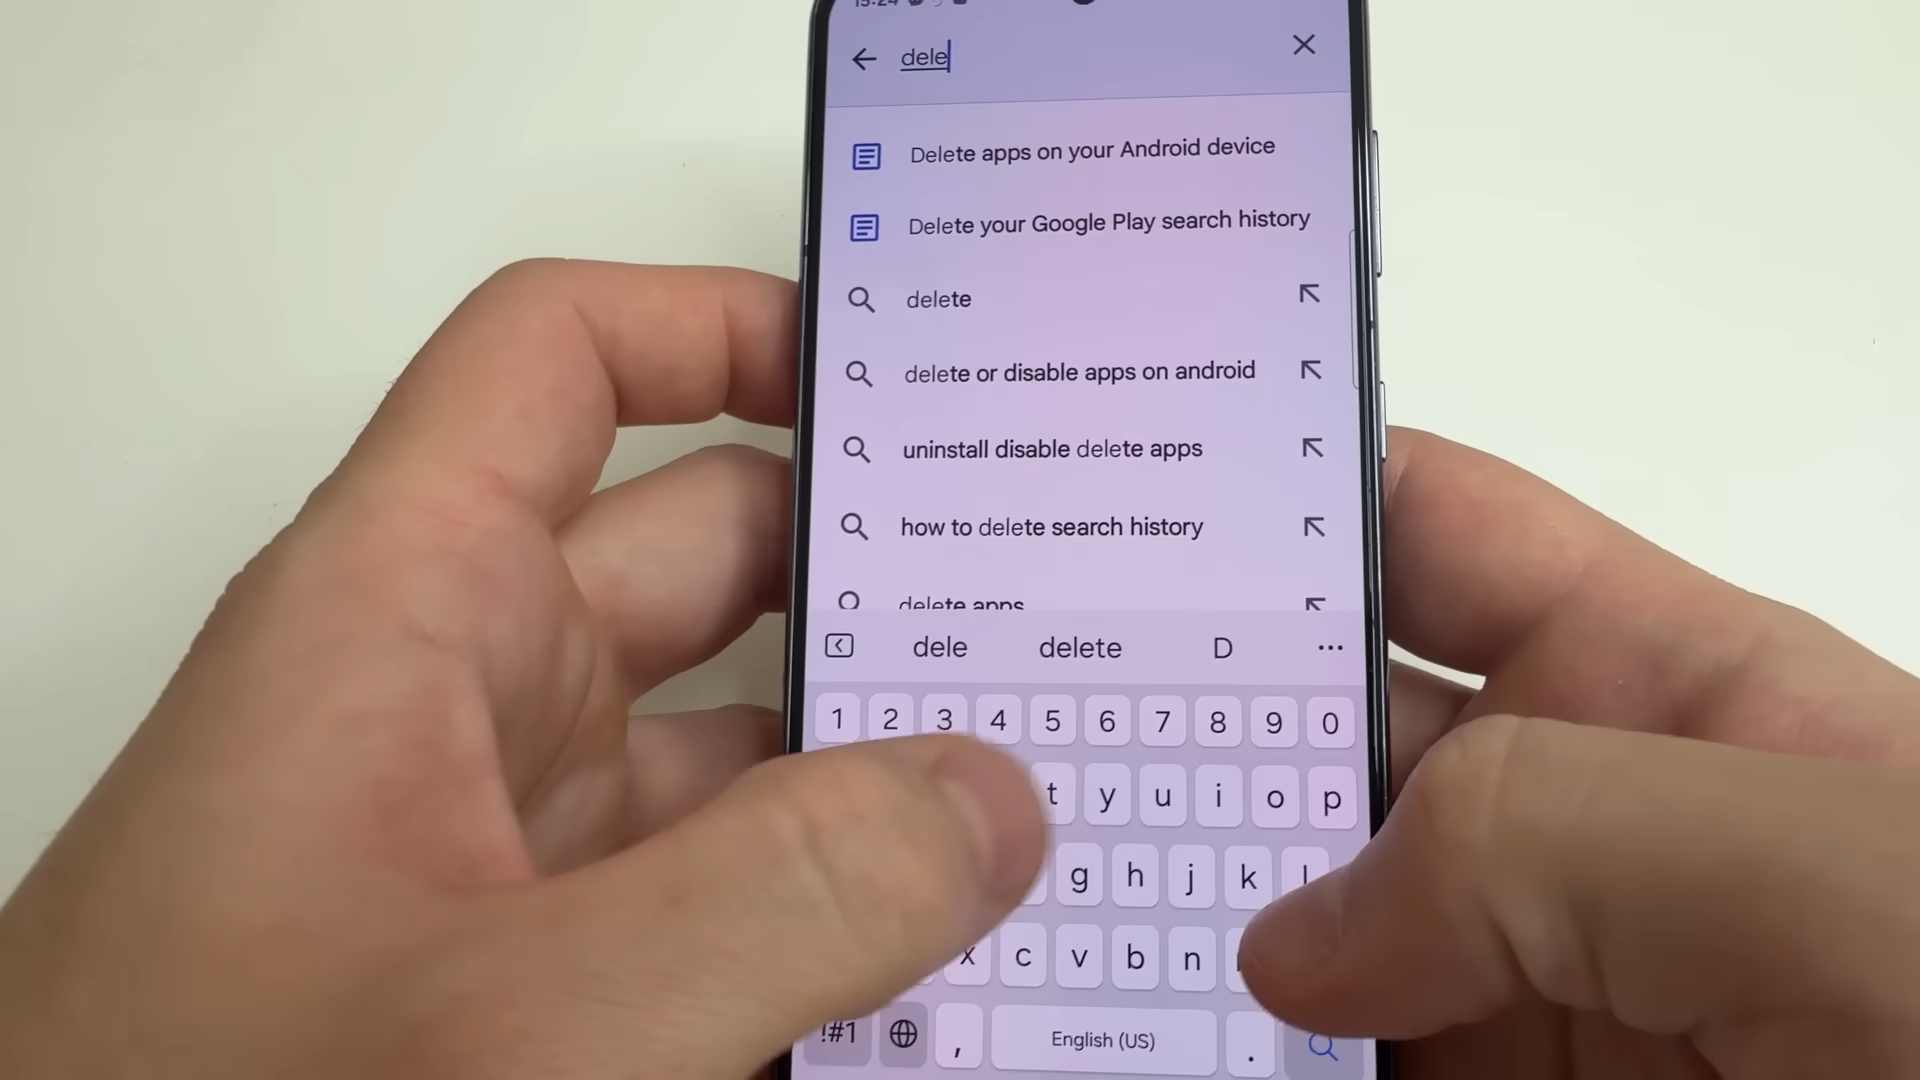 15:24
dele
Delete apps on your Android device
Delete your Google Play search history
delete
delete or disable apps on android
uninstall disable delete apps
how to delete search history
delete apps
dele delete D ...
1 2 3 4 5 6 7 8 9 0
t y u i o p
g h j k l
x c v b n
!#1 , English (US) .